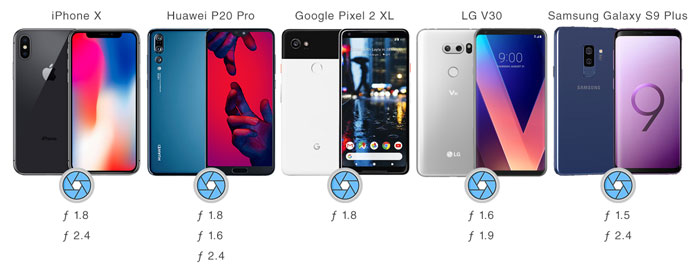 iPhone X
Huawei P20 Pro
Google Pixel 2 XL
LG V30
Samsung Galaxy S9 Plus
iPhone
HUAWEI
G
LG
SAMSUNG
9
ƒ 1.8
ƒ 2.4
ƒ 1.8
ƒ 1.6
ƒ 2.4
ƒ 1.8
ƒ 1.6
ƒ 1.9
ƒ 1.5
ƒ 2.4